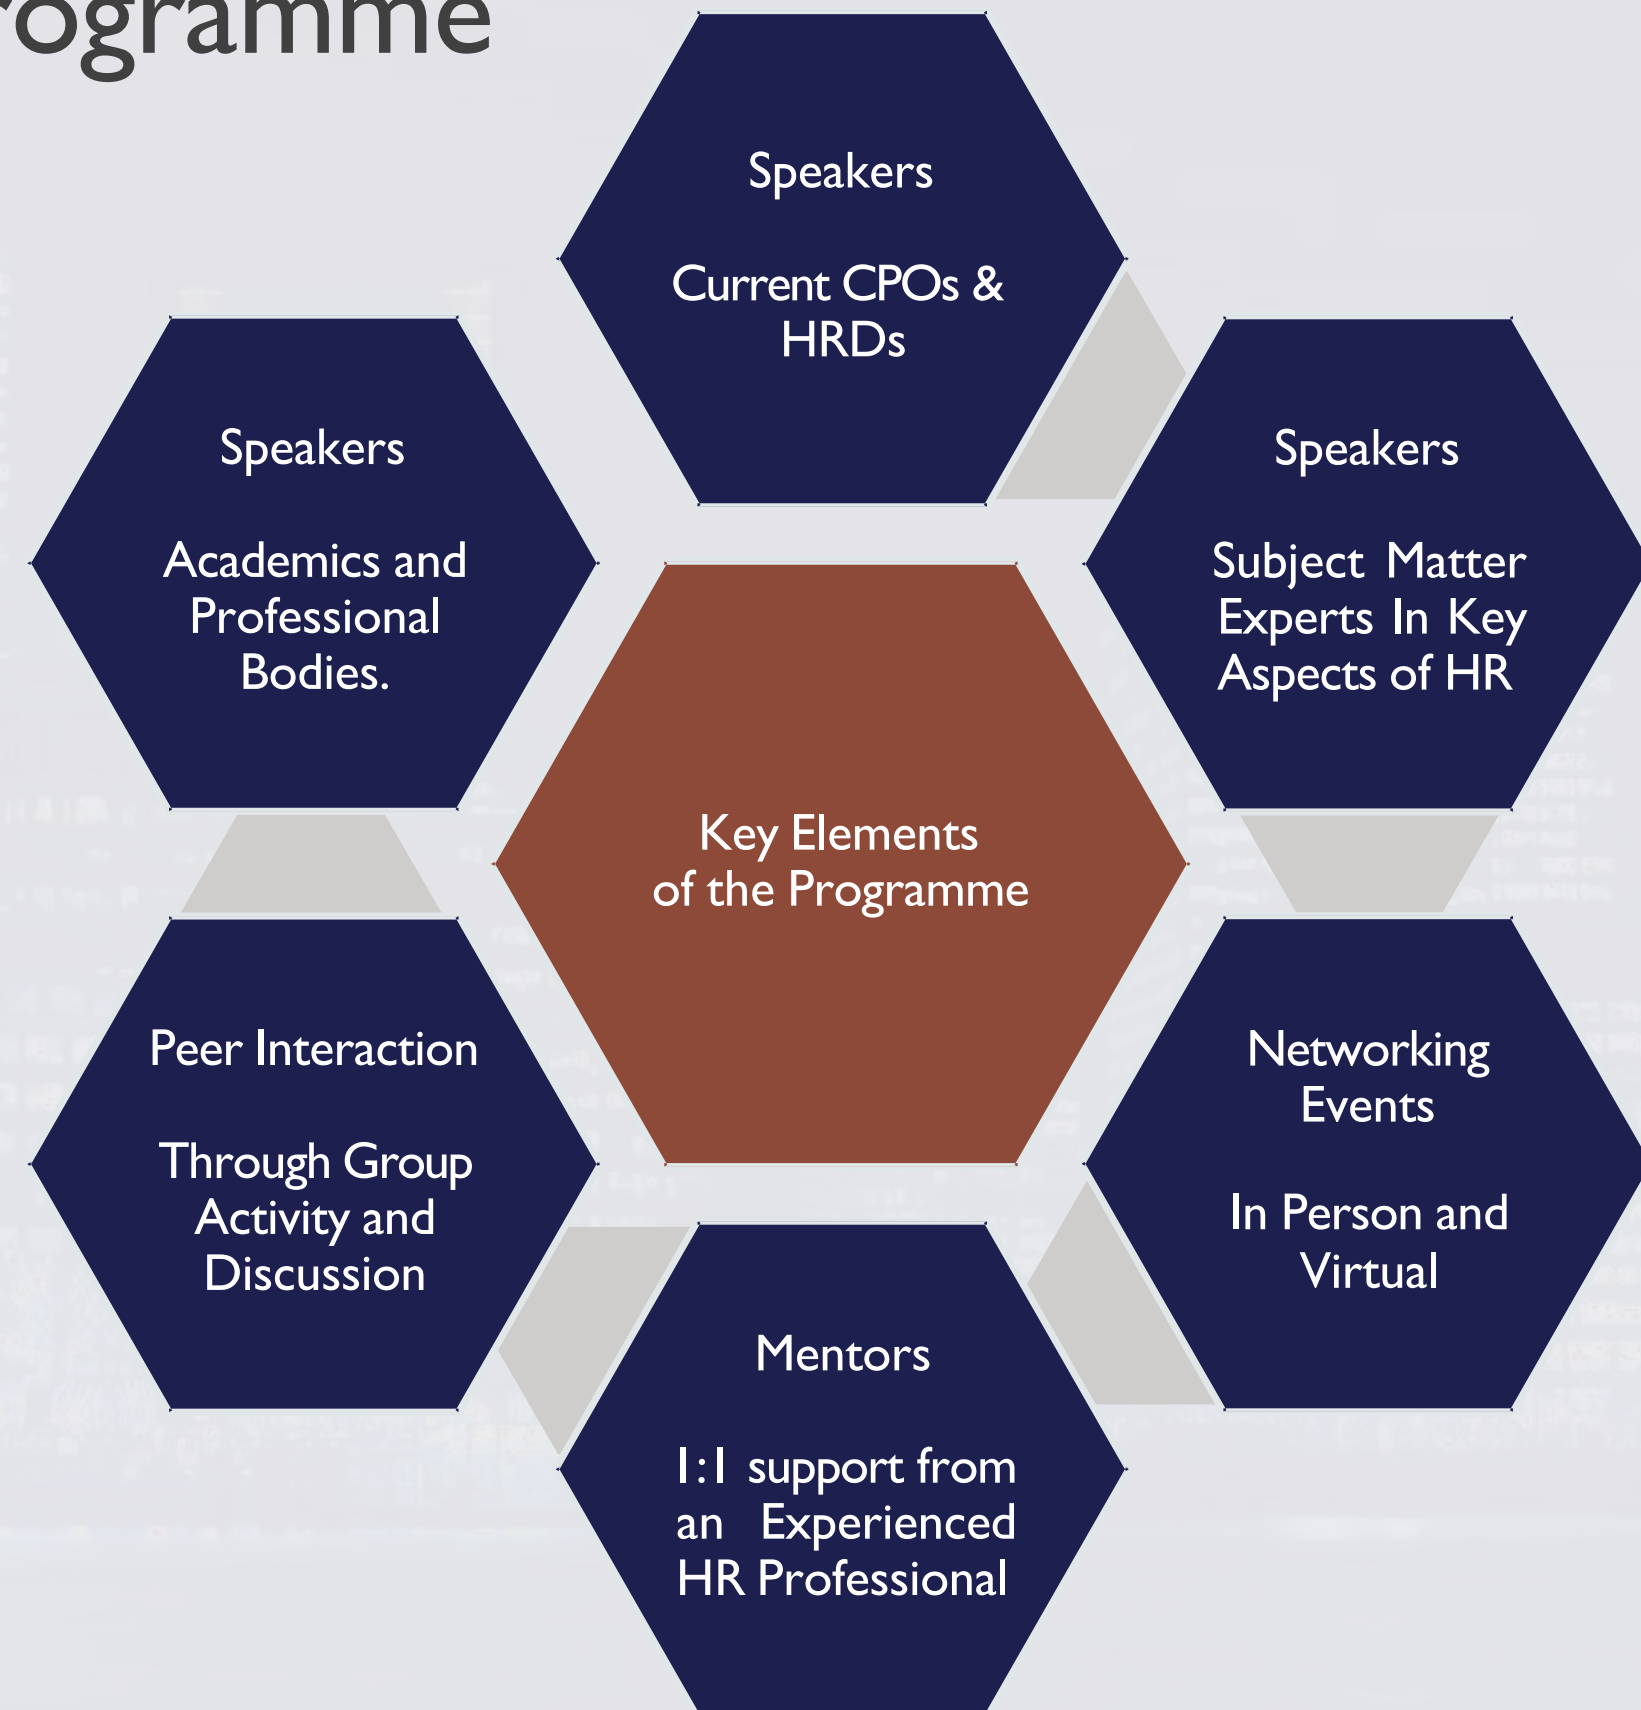 rogramme
Speakers
Current CPOs &
HRDs
Speakers
Subject Matter
Experts In Key
Aspects of HR
Networking
Events
In Person and
Virtual
Mentors
1:1 support from
an Experienced
HR Professional
Peer Interaction
Through Group
Activity and
Discussion
Speakers
Academics and
Professional
Bodies.
Key Elements
of the Programme